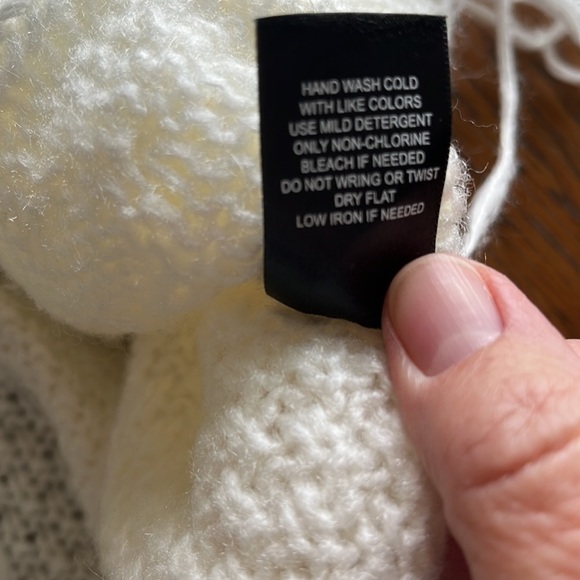 HAND WASH COLD
WITH LIKE COLORS
USE MILD DETERGENT
ONLY NON-CHLORINE
BLEACH IF NEEDED
DO NOT WRING OR TWIST
DRY FLAT
LOW IRON IF NEEDED